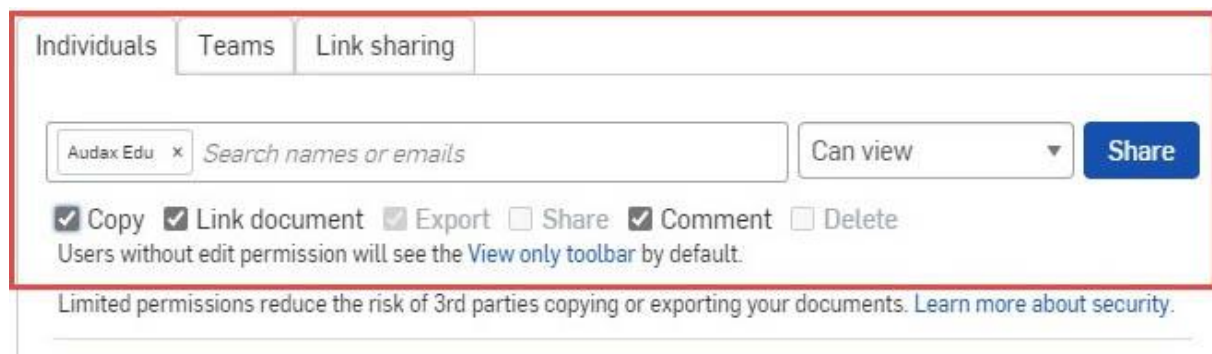 Individuals Teams Link sharing
Audax Edu × Search names or emails Can view Share
Copy Link document Export Share Comment Delete
Users without edit permission will see the View only toolbar by default.
Limited permissions reduce the risk of 3rd parties copying or exporting your documents. Learn more about security.